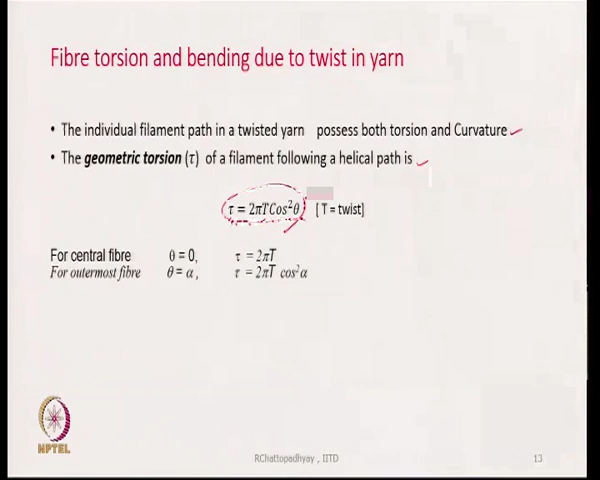 Fibre torsion and bending due to twist in yarn
• The individual filament path in a twisted yarn possess both torsion and Curvature
• The geometric torsion (τ) of a filament following a helical path is
τ = 2πTCos²θ [ T = twist]
For central fibre θ = 0, τ = 2πT
For outermost fibre θ = α, τ = 2πT cos²α
NPTEL
RChattopadhyay , IITD
13